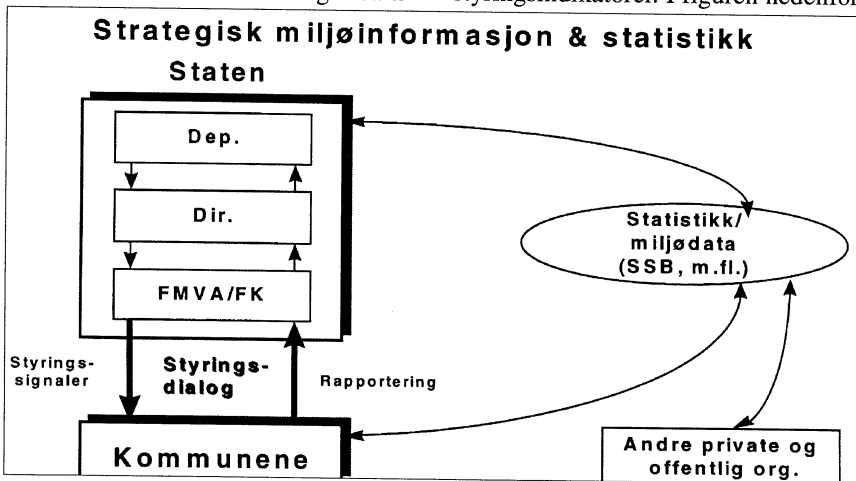 Strategisk miljøinformasjon & statistikk
Staten
Dep.
Dir.
FMVA/FK
Statistikk/
miljødata
(SSB, m.fl.)
Styrings-
signaler
Styrings-
dialog
Rapportering
Kommunene
Andre private og
offentlig org.